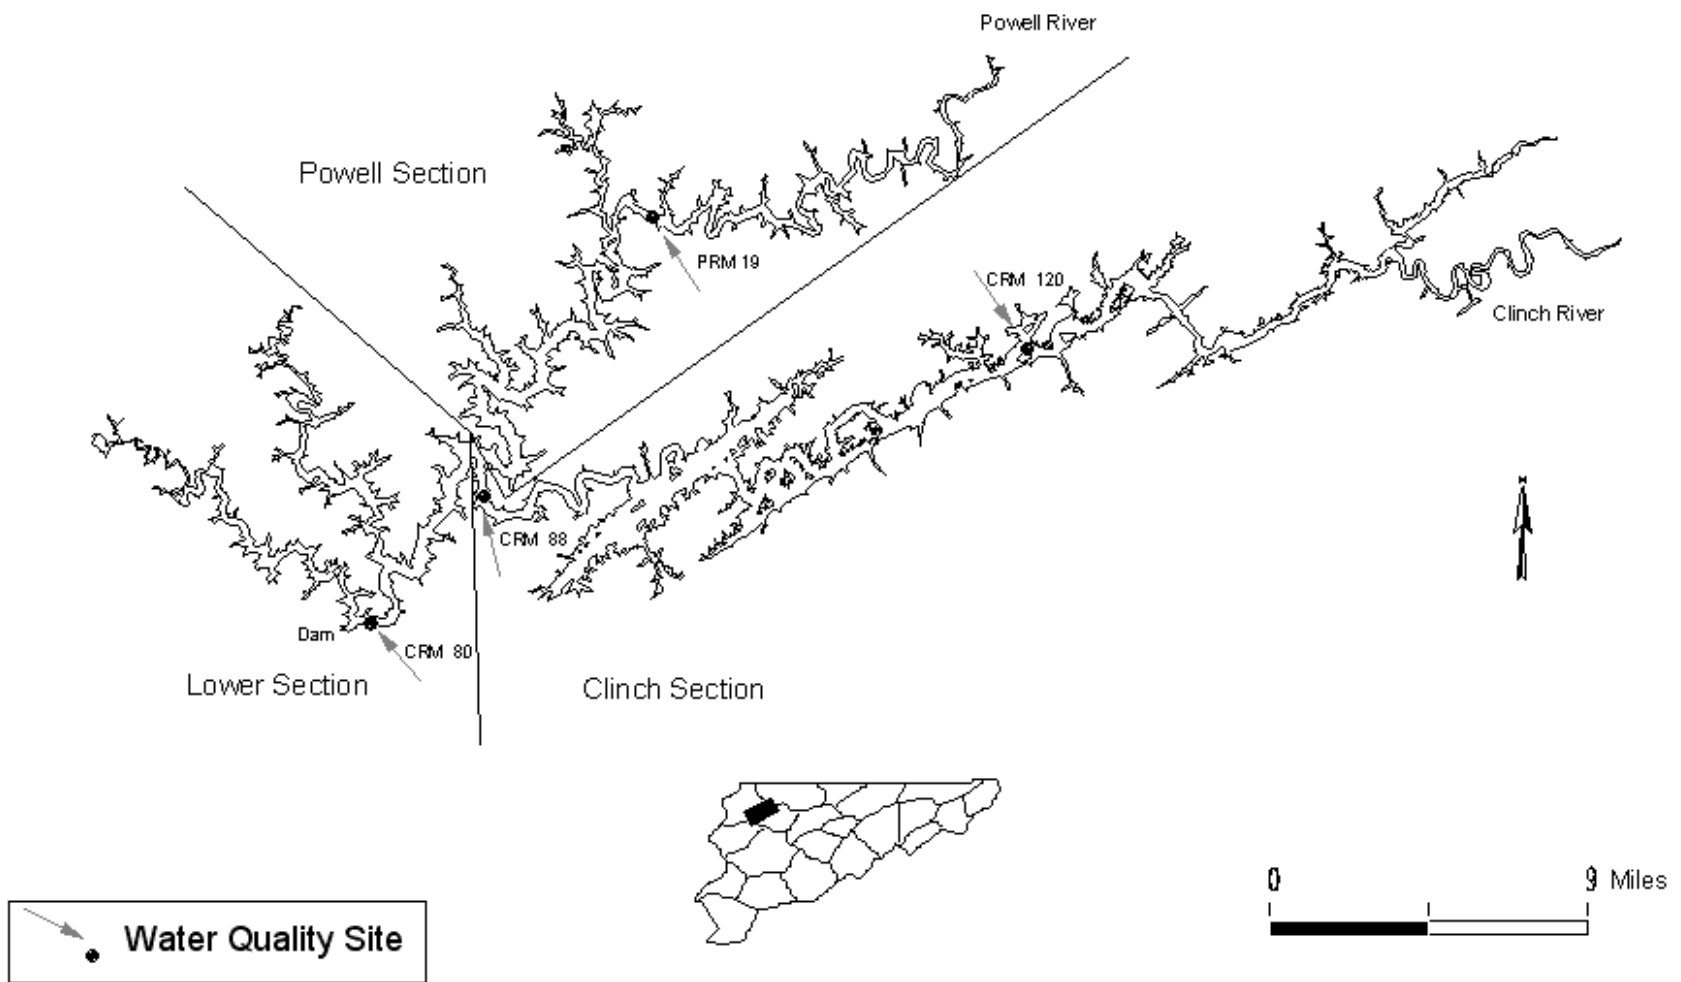 Powell River
Powell Section
PRM 19
CRM 120
Clinch River
CRM 88
N
Dam
CRM 80
Lower Section
Clinch Section
0 9 Miles
Water Quality Site